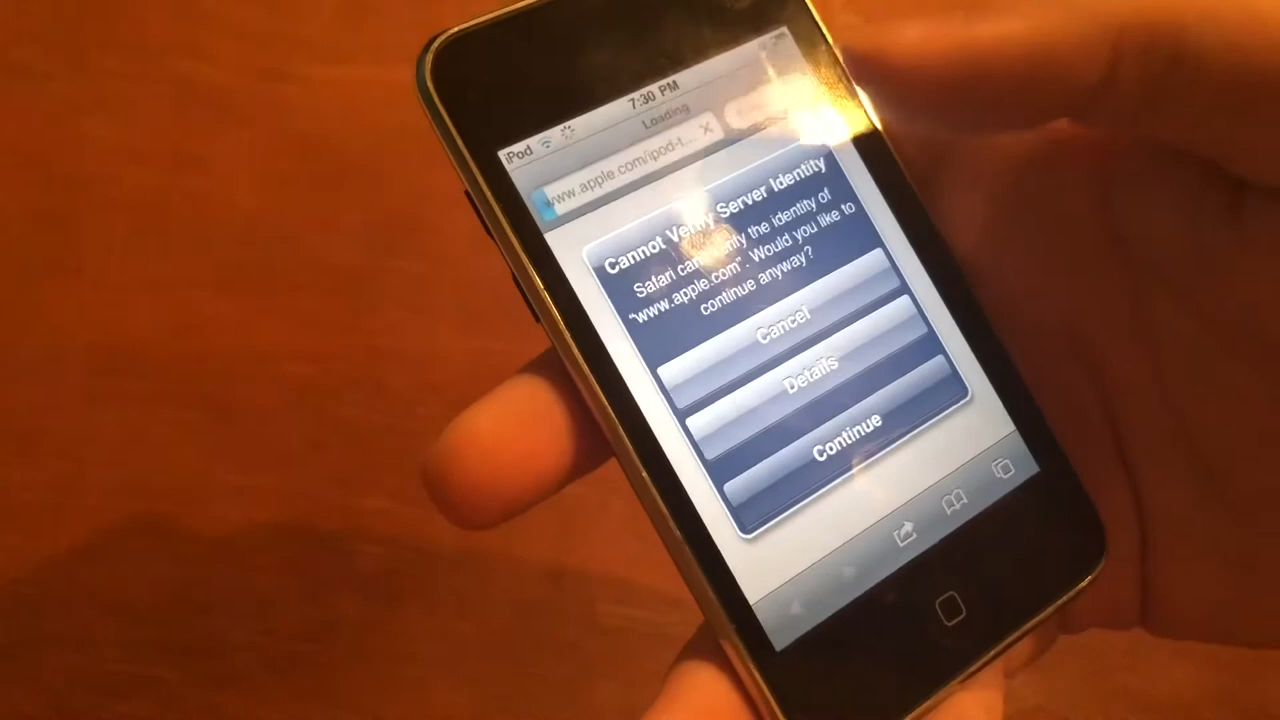 iPod 7:30 PM
Loading
www.apple.com/ipod-t...
Cannot Verify Server Identity
Safari can't verify the identity of
"www.apple.com". Would you like to
continue anyway?
Cancel
Details
Continue